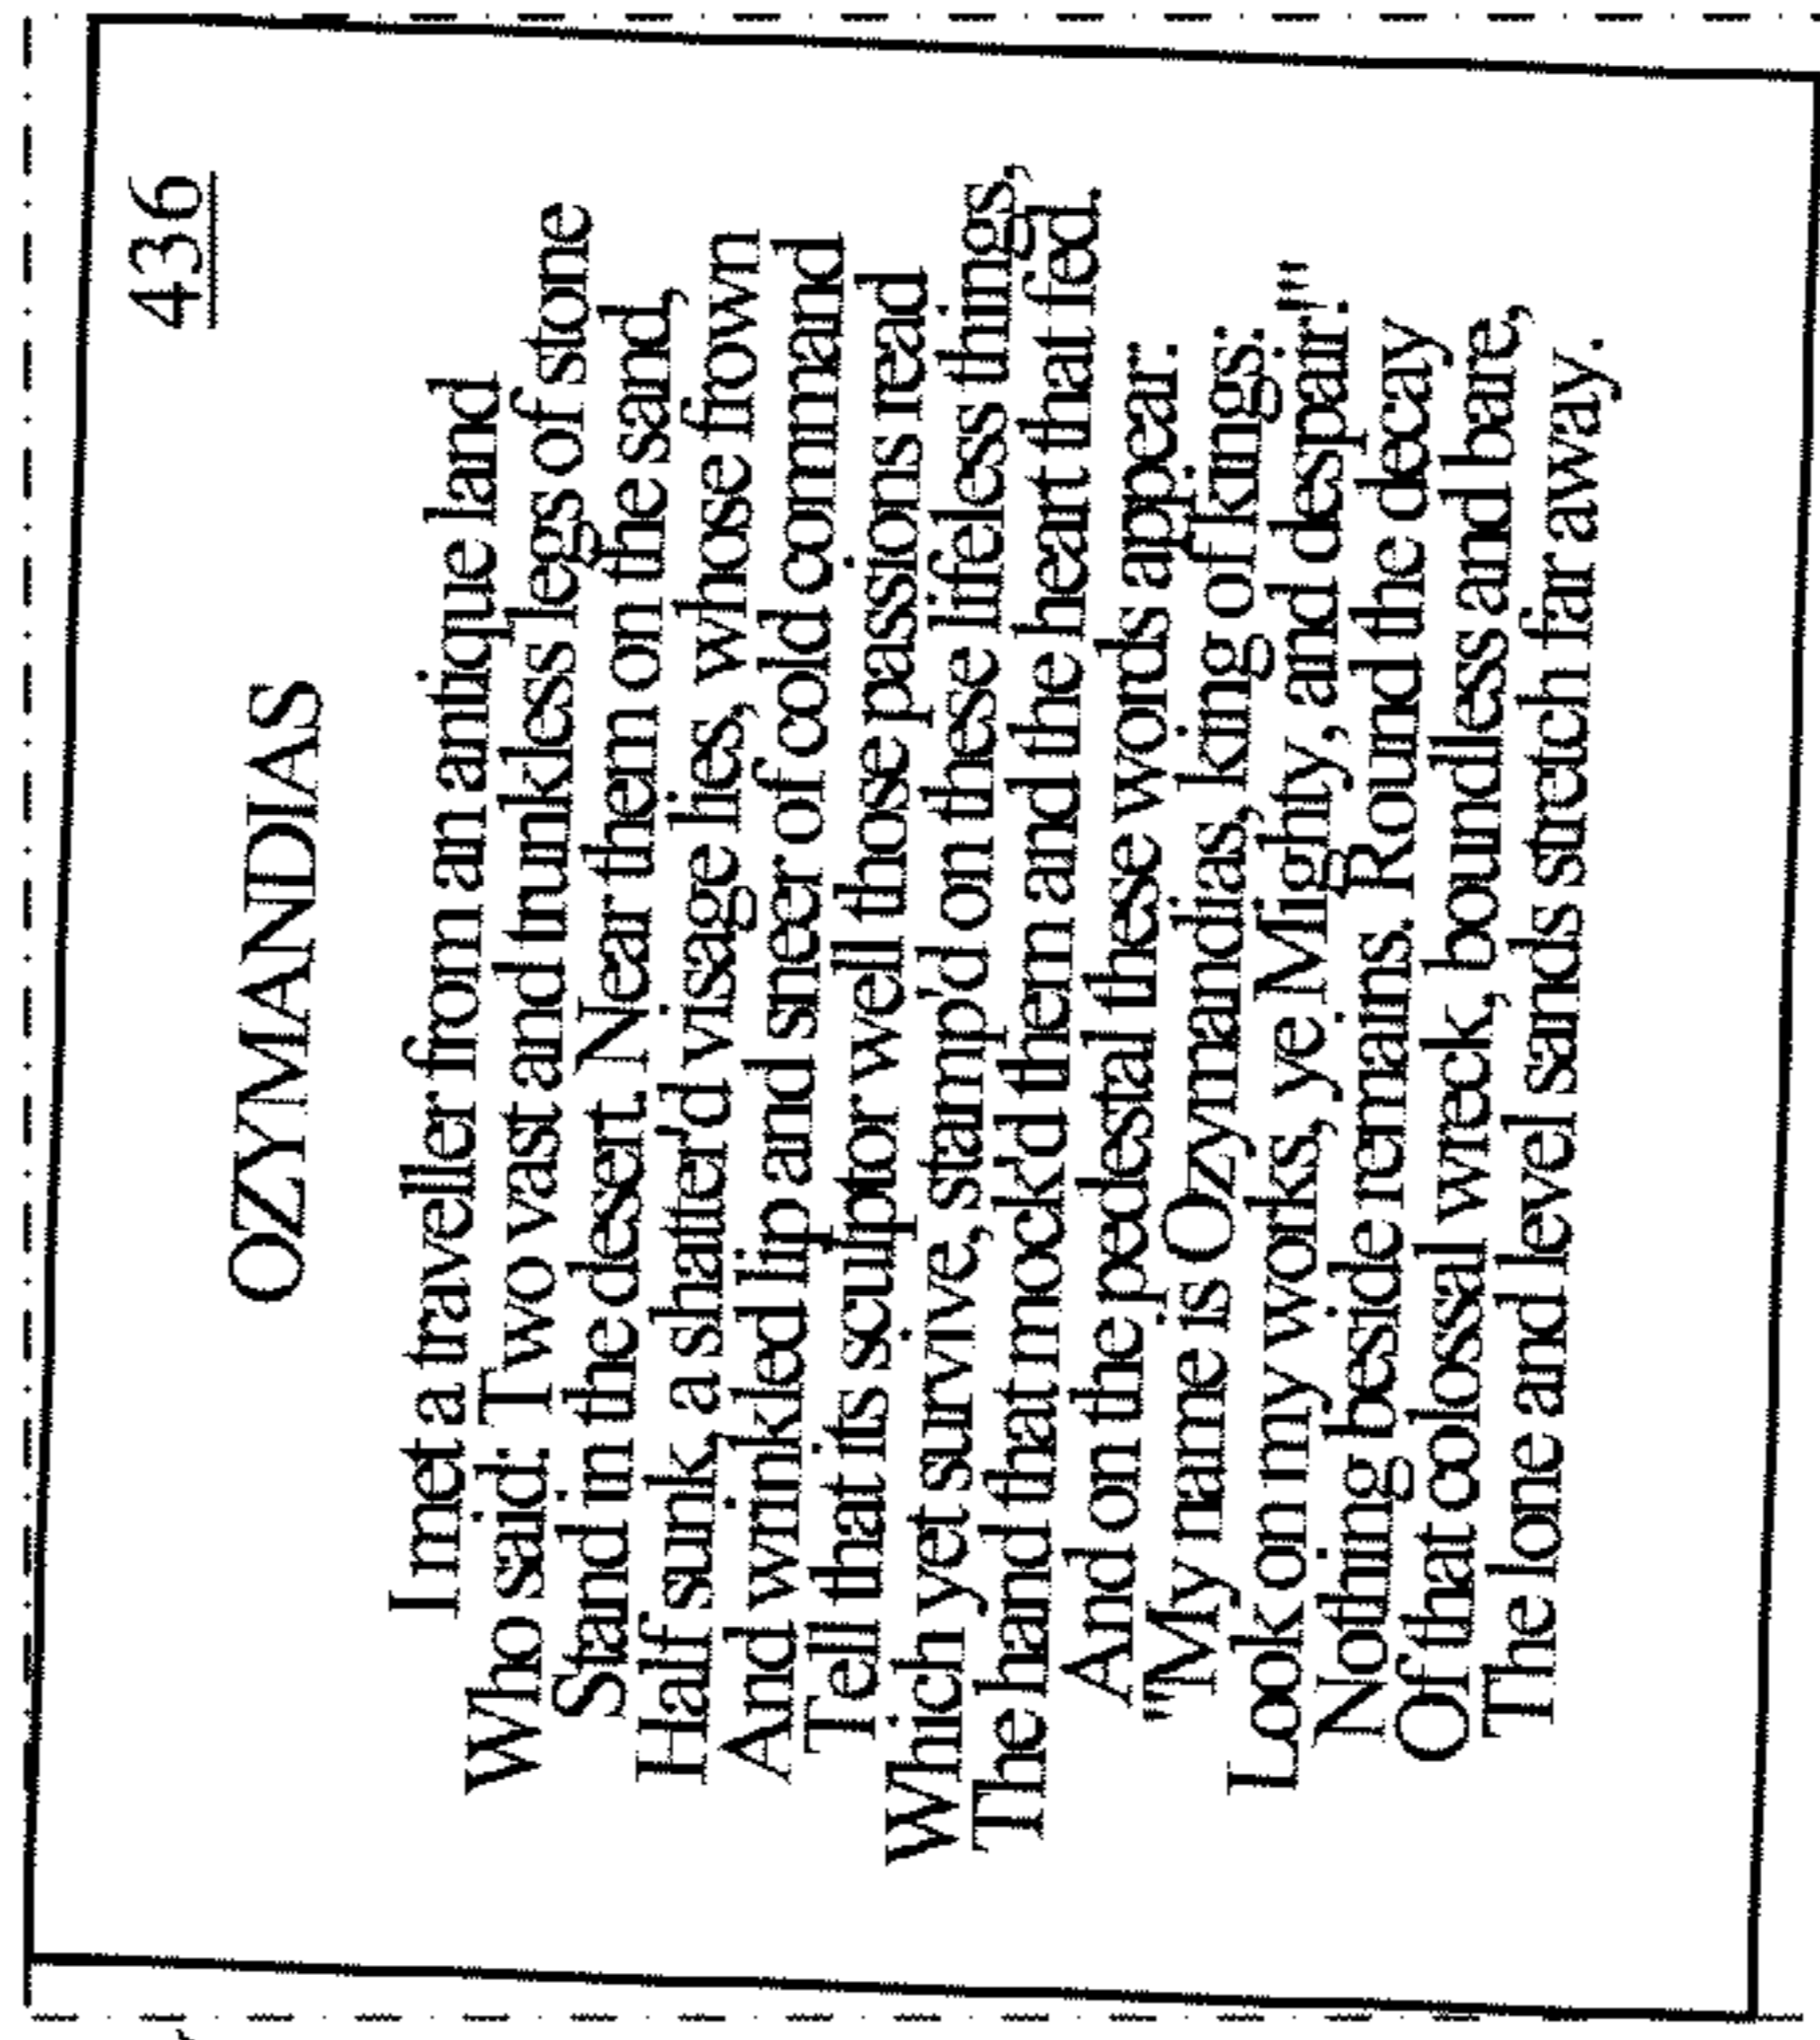 436
OZYMANDIAS
I met a traveller from an antique land
Who said: Two vast and trunkless legs of stone
Stand in the desert. Near them on the sand,
Half sunk, a shatter'd visage lies, whose frown
And wrinkled lip and sneer of cold command
Tell that its sculptor well those passions read
Which yet survive, stamp'd on these lifeless things,
The hand that mock'd them and the heart that fed.
And on the pedestal these words appear:
"My name is Ozymandias, king of kings:
Look on my works, ye Mighty, and despair!"
Nothing beside remains. Round the decay
Of that colossal wreck, boundless and bare,
The lone and level sands stretch far away.